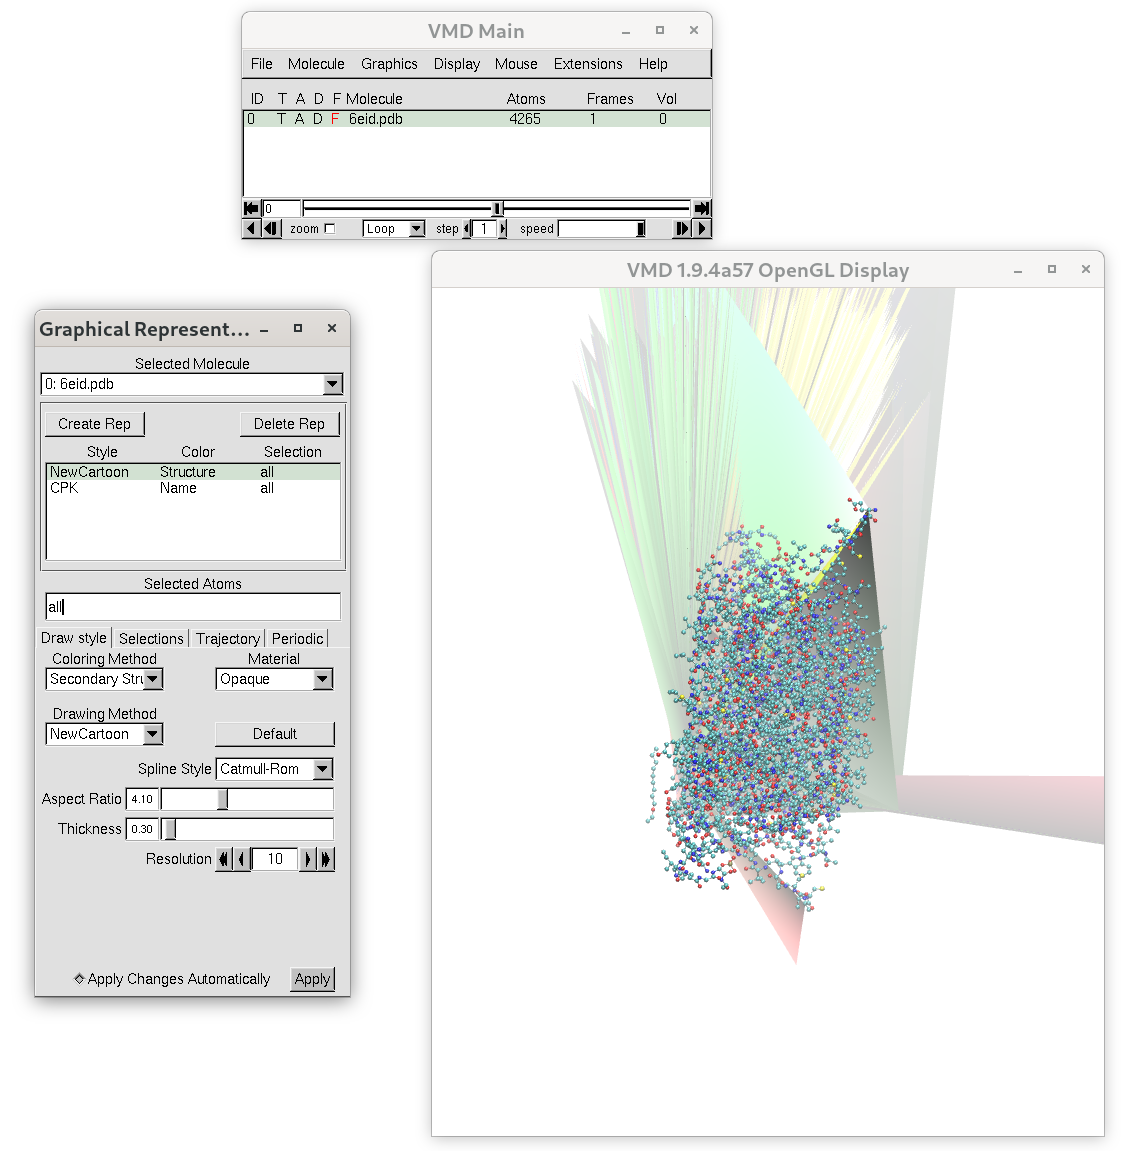 VMD Main
File Molecule Graphics Display Mouse Extensions Help
ID T A D F Molecule Atoms Frames Vol
0 T A D F 6eid.pdb 4265 1 0
0
zoom Loop step 1 speed
VMD 1.9.4a57 OpenGL Display
Graphical Represent...
Selected Molecule
0: 6eid.pdb
Create Rep Delete Rep
Style Color Selection
NewCartoon Structure all
CPK Name all
Selected Atoms
all
Draw style Selections Trajectory Periodic
Coloring Method Material
Secondary Stru Opaque
Drawing Method
NewCartoon Default
Spline Style Catmull-Rom
Aspect Ratio 4.10
Thickness 0.30
Resolution 10
Apply Changes Automatically Apply